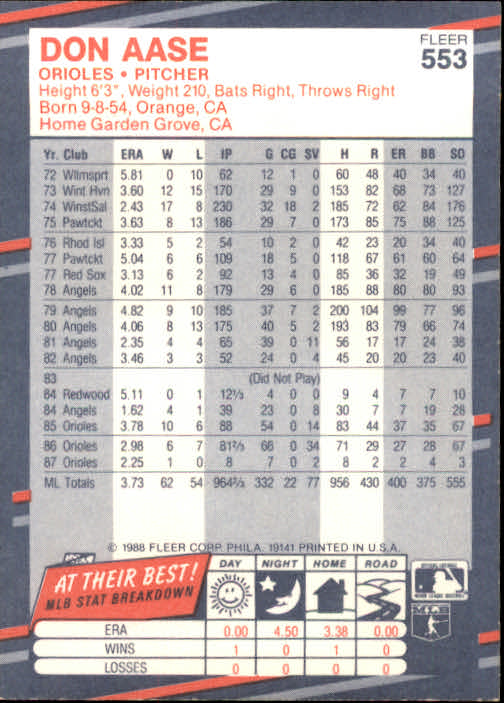 DON AASE
FLEER
553
ORIOLES • PITCHER
Height 6'3", Weight 210, Bats Right, Throws Right
Born 9-8-54, Orange, CA
Home Garden Grove, CA
Yr. Club ERA W L IP G CG SV H R ER BB SO
72 Wlmsprt 5.81 0 10 62 12 1 0 60 48 40 34 40
73 Wint Hvn 3.60 12 15 170 29 9 0 153 82 68 73 127
74 WinstSal 2.43 17 8 230 32 18 2 185 72 62 84 176
75 Pawtckt 3.63 8 13 186 29 7 0 173 85 75 88 125
76 Rhod Isl 3.33 5 2 54 10 2 0 42 23 20 34 40
77 Pawtckt 5.04 6 6 109 18 5 0 118 67 61 60 64
77 Red Sox 3.13 6 2 92 13 4 0 85 36 32 19 49
78 Angels 4.02 11 8 179 29 6 0 185 88 80 80 93
79 Angels 4.82 9 10 185 37 7 2 200 104 99 77 96
80 Angels 4.06 8 13 175 40 5 2 193 83 79 66 74
81 Angels 2.35 4 4 65 39 0 11 56 17 17 24 38
82 Angels 3.46 3 3 52 24 0 4 45 20 20 23 40
83 (Did Not Play)
84 Redwood 5.11 0 1 12⅓ 4 0 0 9 4 7 7 10
84 Angels 1.62 4 1 39 23 0 8 30 7 7 19 28
85 Orioles 3.78 10 6 88 54 0 14 83 44 37 35 67
86 Orioles 2.98 6 7 81⅔ 66 0 34 71 29 27 28 67
87 Orioles 2.25 1 0 8 7 0 2 8 2 2 4 3
ML Totals 3.73 62 54 964⅔ 332 22 77 956 430 400 375 555
© 1988 FLEER CORP. PHILA. 19141 PRINTED IN U.S.A.
AT THEIR BEST!
MLB STAT BREAKDOWN
DAY NIGHT HOME ROAD
ERA 0.00 4.50 3.38 0.00
WINS 1 0 1 0
LOSSES 0 0 0 0